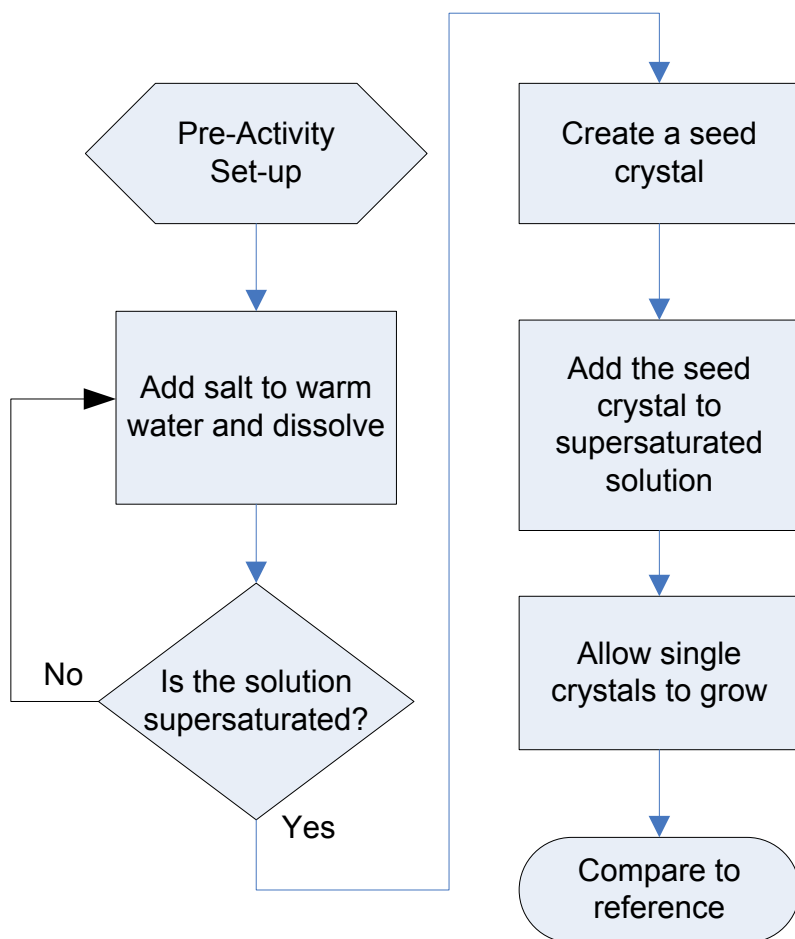 Pre-Activity
Set-up
Add salt to warm
water and dissolve
Is the solution
supersaturated?
No
Yes
Create a seed
crystal
Add the seed
crystal to
supersaturated
solution
Allow single
crystals to grow
Compare to
reference